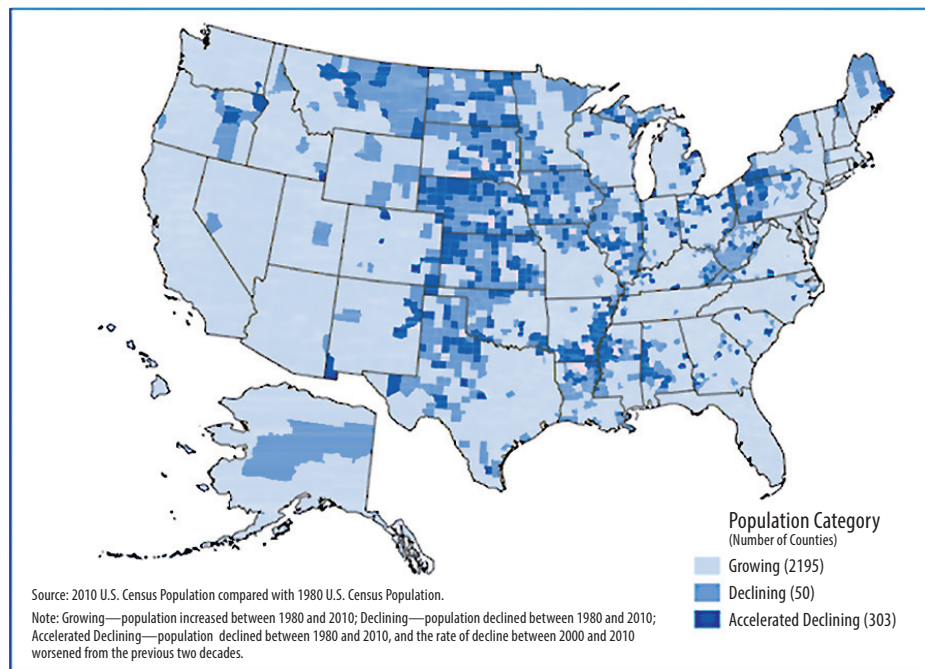 Population Category
(Number of Counties)
Growing (2195)
Declining (50)
Accelerated Declining (303)
Source: 2010 U.S. Census Population compared with 1980 U.S. Census Population.
Note: Growing—population increased between 1980 and 2010; Declining—population declined between 1980 and 2010;
Accelerated Declining—population declined between 1980 and 2010, and the rate of decline between 2000 and 2010
worsened from the previous two decades.